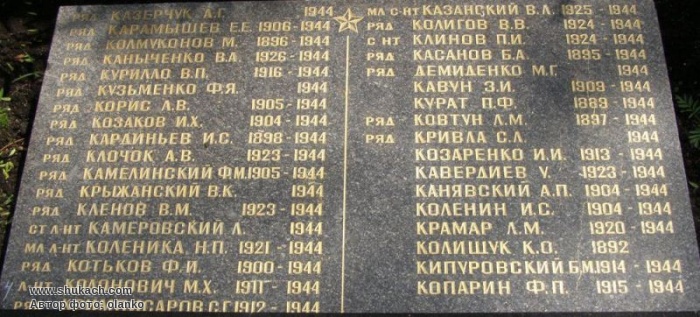 РЯД КАЗЕРЧУК А.Г. 1944
РЯД КАРАМЫШЕВ Е.Е. 1906-1944
РЯД КОЛМУКОНОВ М. 1896-1944
РЯД КАНЫЧЕНКО В.А. 1926-1944
РЯД КУРИЛЛО В.П. 1916-1944
РЯД КУЗЬМЕНКО Ф.Я. 1944
РЯД КОРИС Л.В. 1905-1944
РЯД КОЗАКОВ И.Х. 1904-1944
РЯД КАРДИНЬЕВ И.С. 1898-1944
РЯД КЛОЧОК А.В. 1923-1944
РЯД КАМЕЛИНСКИЙ Ф.М. 1905-1944
РЯД КРЫЖАНСКИЙ В.К. 1944
РЯД КЛЕНОВ В.М. 1923-1944
СТ Л-НТ КАМЕРОВСКИЙ Л. 1944
МЛ Л-НТ КОЛЕНИКА Н.П. 1921-1944
РЯД КОТЬКОВ Ф.И. 1900-1944
Л-НТ М.Х. 1911-1944
С.Г. 1912-1944
МЛ С-НТ КАЗАНСКИЙ В.Л. 1925-1944
РЯД КОЛИГОВ В.В. 1924-1944
С-НТ КЛИНОВ П.И. 1924-1944
РЯД КАСАНОВ Б.А. 1895-1944
РЯД ДЕМИДЕНКО М.Г. 1944
КАВУН З.И. 1909-1944
КУРАТ П.Ф. 1889-1944
РЯД КОВТУН Л.М. 1897-1944
РЯД КРИВЛА С.Л. 1944
КОЗАРЕНКО И.И. 1913-1944
КАВЕРДИЕВ У. 1923-1944
КАНЯВСКИЙ А.П. 1904-1944
КОЛЕНИН И.С. 1904-1944
КРАМАР Л.М. 1920-1944
КОЛИЩУК К.О. 1892
КИПУРОВСКИЙ Б.М. 1914-1944
КОПАРИН Ф.П. 1915-1944
www.shukach.com
Автор фото: olanko